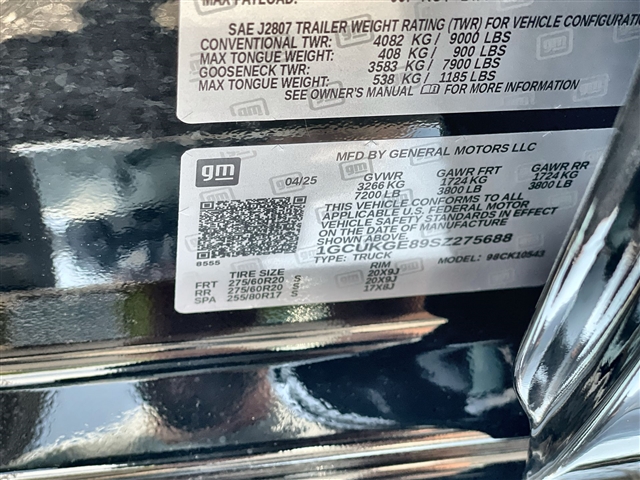 MAX PAYLOAD:
SAE J2807 TRAILER WEIGHT RATING (TWR) FOR VEHICLE CONFIGURATION
CONVENTIONAL TWR: 4082 KG / 9000 LBS
MAX TONGUE WEIGHT: 408 KG / 900 LBS
GOOSENECK TWR: 3583 KG / 7900 LBS
MAX TONGUE WEIGHT: 538 KG / 1185 LBS
SEE OWNER'S MANUAL FOR MORE INFORMATION
gm
MFD BY GENERAL MOTORS LLC
04/25 GVWR GAWR FRT GAWR RR
3266 KG 1724 KG 1724 KG
7200 LB 3800 LB 3800 LB
THIS VEHICLE CONFORMS TO ALL
APPLICABLE U.S. FEDERAL MOTOR
VEHICLE SAFETY STANDARDS IN EFFECT
ON THE DATE OF MANUFACTURE
SHOWN ABOVE.
1GCUKGE89SZ275688
8555 TYPE: TRUCK MODEL: 98CK10543
TIRE SIZE RIM
FRT 275/60R20 S 20X9J
RR 275/60R20 S 20X9J
SPA 255/80R17 S 17X8J